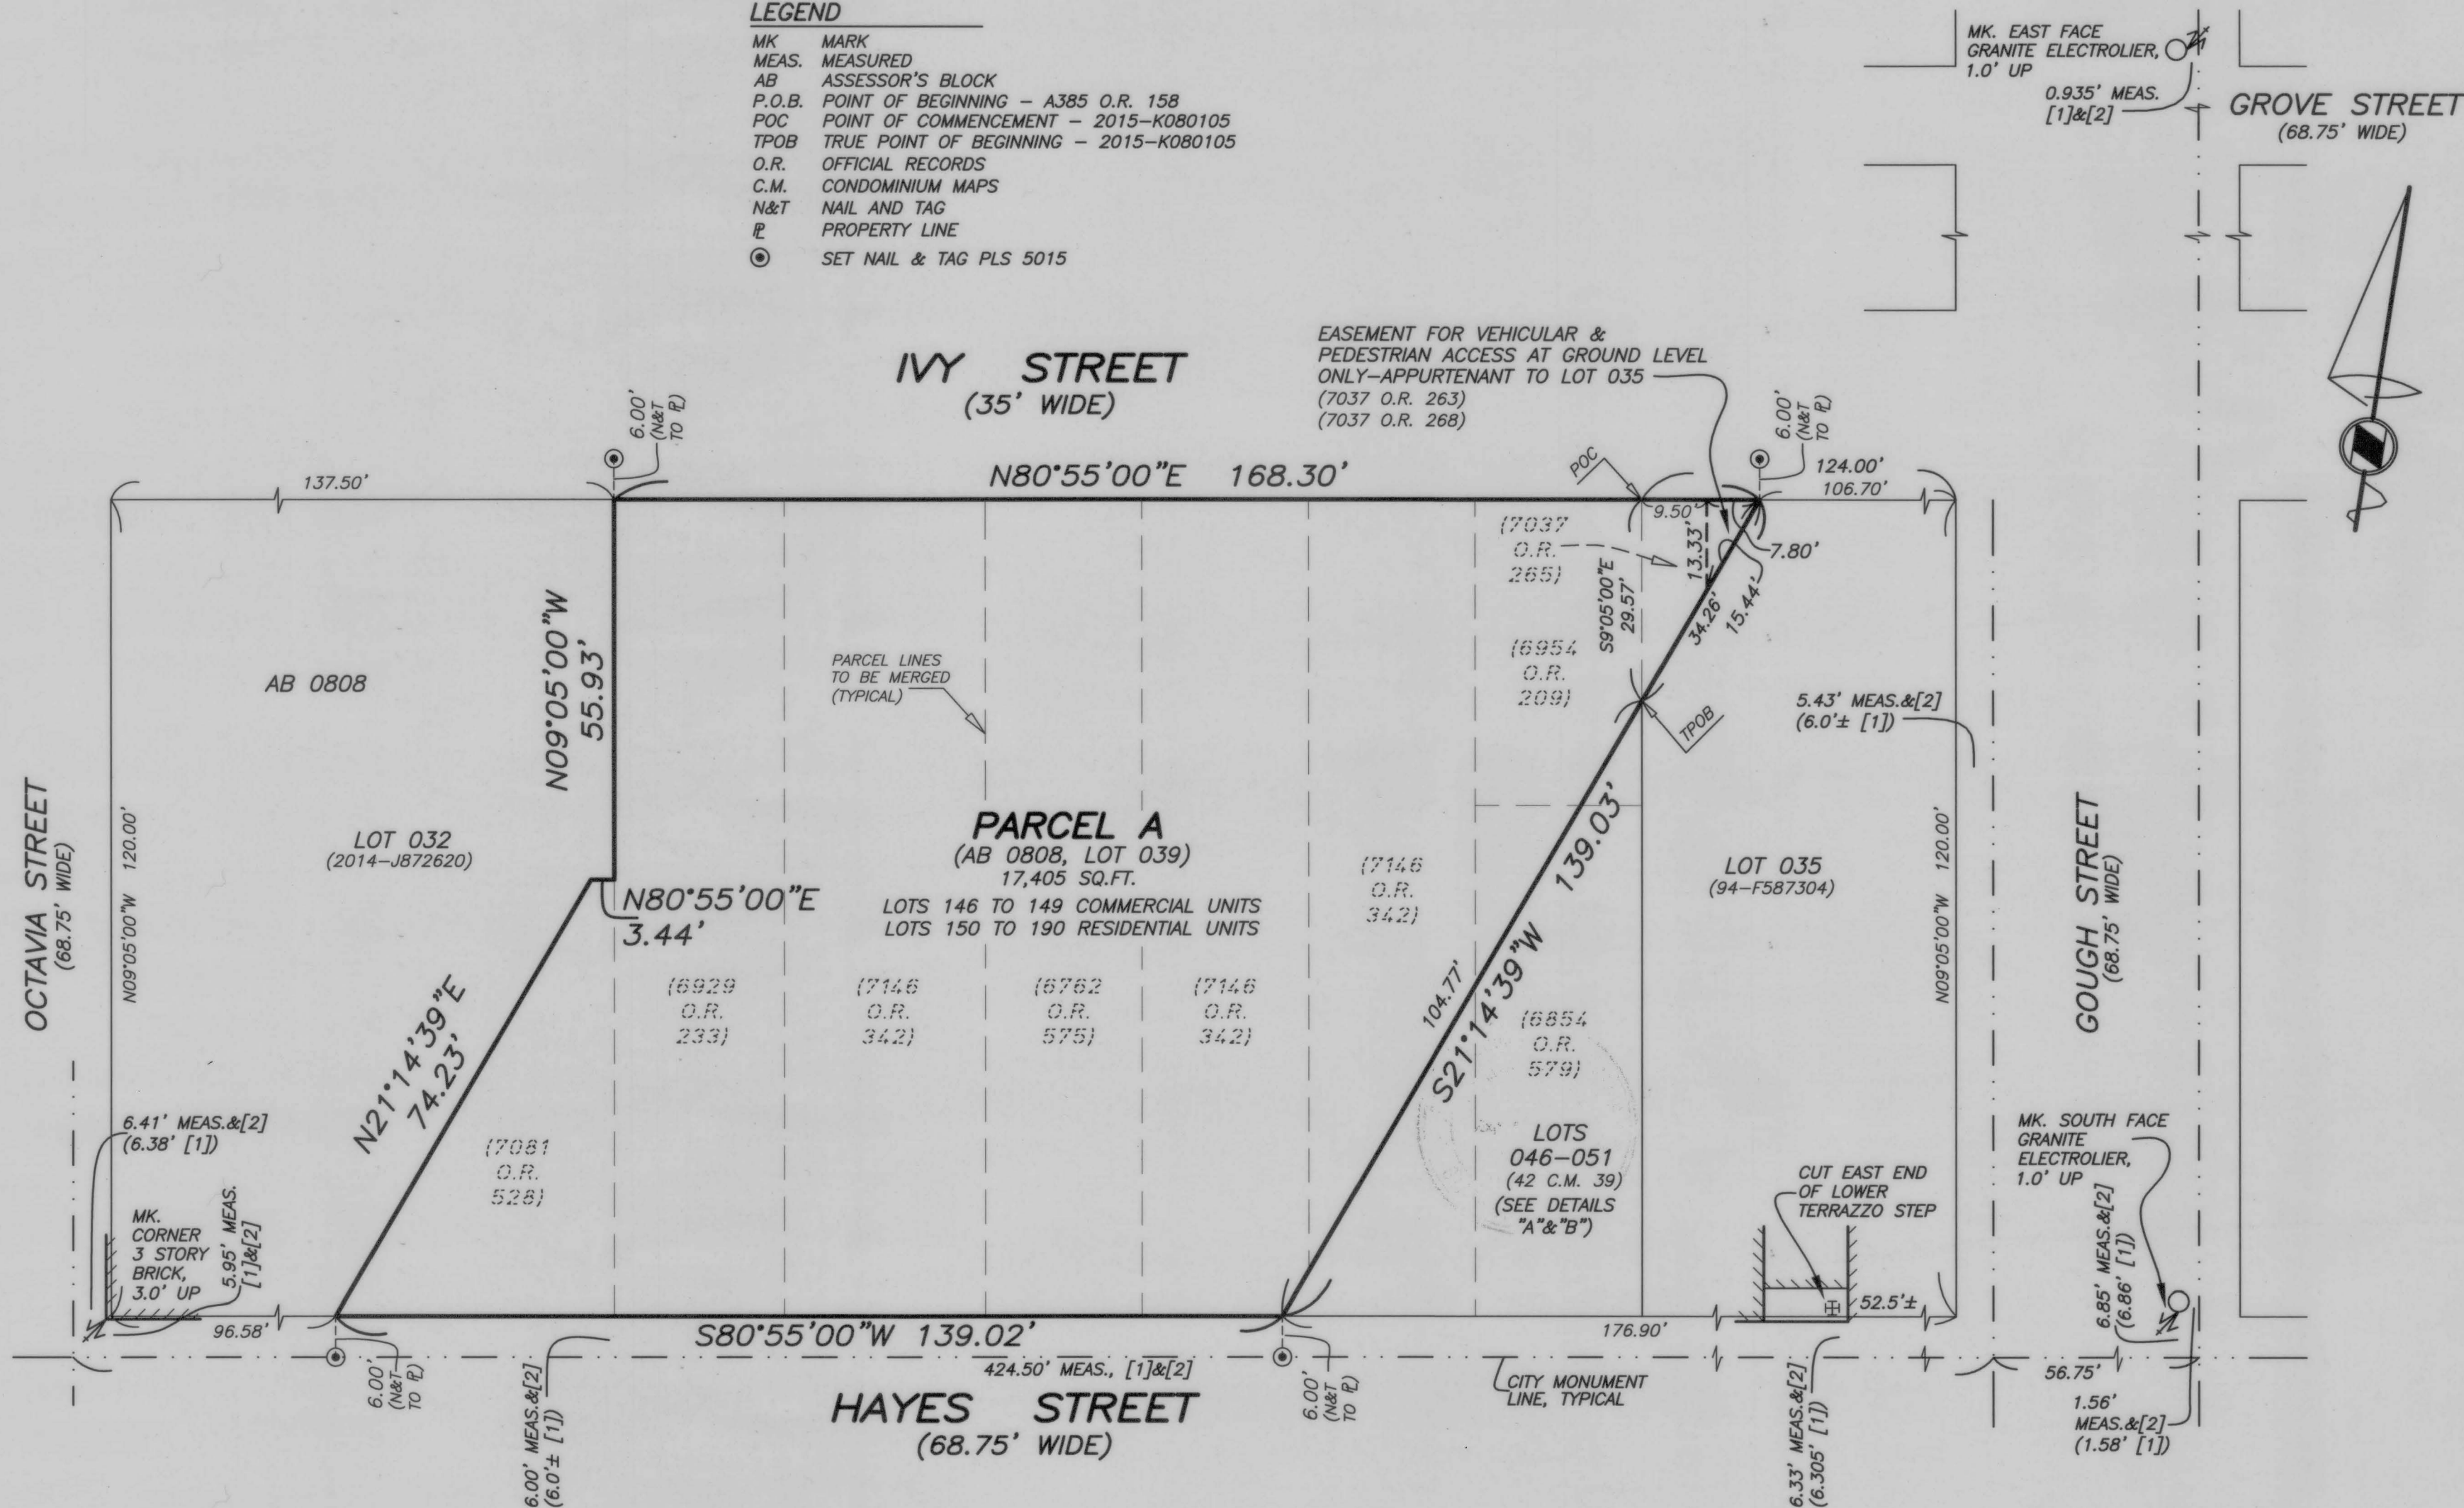 LEGEND
MK MARK
MEAS. MEASURED
AB ASSESSOR'S BLOCK
P.O.B. POINT OF BEGINNING – A385 O.R. 158
POC POINT OF COMMENCEMENT – 2015–K080105
TPOB TRUE POINT OF BEGINNING – 2015–K080105
O.R. OFFICIAL RECORDS
C.M. CONDOMINIUM MAPS
N&T NAIL AND TAG
PL PROPERTY LINE
SET NAIL & TAG PLS 5015
MK. EAST FACE
GRANITE ELECTROLIER,
1.0' UP
0.935' MEAS.
[1]&[2]
GROVE STREET
(68.75' WIDE)
IVY STREET
(35' WIDE)
EASEMENT FOR VEHICULAR &
PEDESTRIAN ACCESS AT GROUND LEVEL
ONLY–APPURTENANT TO LOT 035
(7037 O.R. 263)
(7037 O.R. 268)
6.00'
(N&T
TO PL)
6.00'
(N&T
TO PL)
137.50'
N80°55'00"E 168.30'
POC
124.00'
106.70'
9.50'
13.33'
7.80'
15.44'
34.26'
S9°05'00"E
29.57'
(7037
O.R.
265)
(6954
O.R.
209)
TPOB
AB 0808
N09°05'00"W
55.93'
PARCEL LINES
TO BE MERGED
(TYPICAL)
5.43' MEAS.&[2]
(6.0'± [1])
OCTAVIA STREET
(68.75' WIDE)
N09°05'00"W 120.00'
LOT 032
(2014–J872620)
N80°55'00"E
3.44'
PARCEL A
(AB 0808, LOT 039)
17,405 SQ.FT.
LOTS 146 TO 149 COMMERCIAL UNITS
LOTS 150 TO 190 RESIDENTIAL UNITS
(7146
O.R.
342)
139.03'
S21°14'39"W
104.77'
LOT 035
(94–F587304)
N09°05'00"W 120.00'
GOUGH STREET
(68.75' WIDE)
(6929
O.R.
233)
(7146
O.R.
342)
(6762
O.R.
575)
(7146
O.R.
342)
(6854
O.R.
579)
N21°14'39"E
74.23'
(7081
O.R.
528)
LOTS
046–051
(42 C.M. 39)
(SEE DETAILS
"A"&"B")
6.41' MEAS.&[2]
(6.38' [1])
MK.
CORNER
3 STORY
BRICK,
3.0' UP
5.95' MEAS.
[1]&[2]
CUT EAST END
OF LOWER
TERRAZZO STEP
52.5'±
MK. SOUTH FACE
GRANITE
ELECTROLIER,
1.0' UP
6.85' MEAS.&[2]
(6.86' [1])
96.58'
S80°55'00"W 139.02'
176.90'
424.50' MEAS., [1]&[2]
6.00'
(N&T
TO PL)
6.00' MEAS.&[2]
(6.0'± [1])
HAYES STREET
(68.75' WIDE)
6.00'
(N&T
TO PL)
CITY MONUMENT
LINE, TYPICAL
6.33' MEAS.&[2]
(6.305' [1])
56.75'
1.56'
MEAS.&[2]
(1.58' [1])